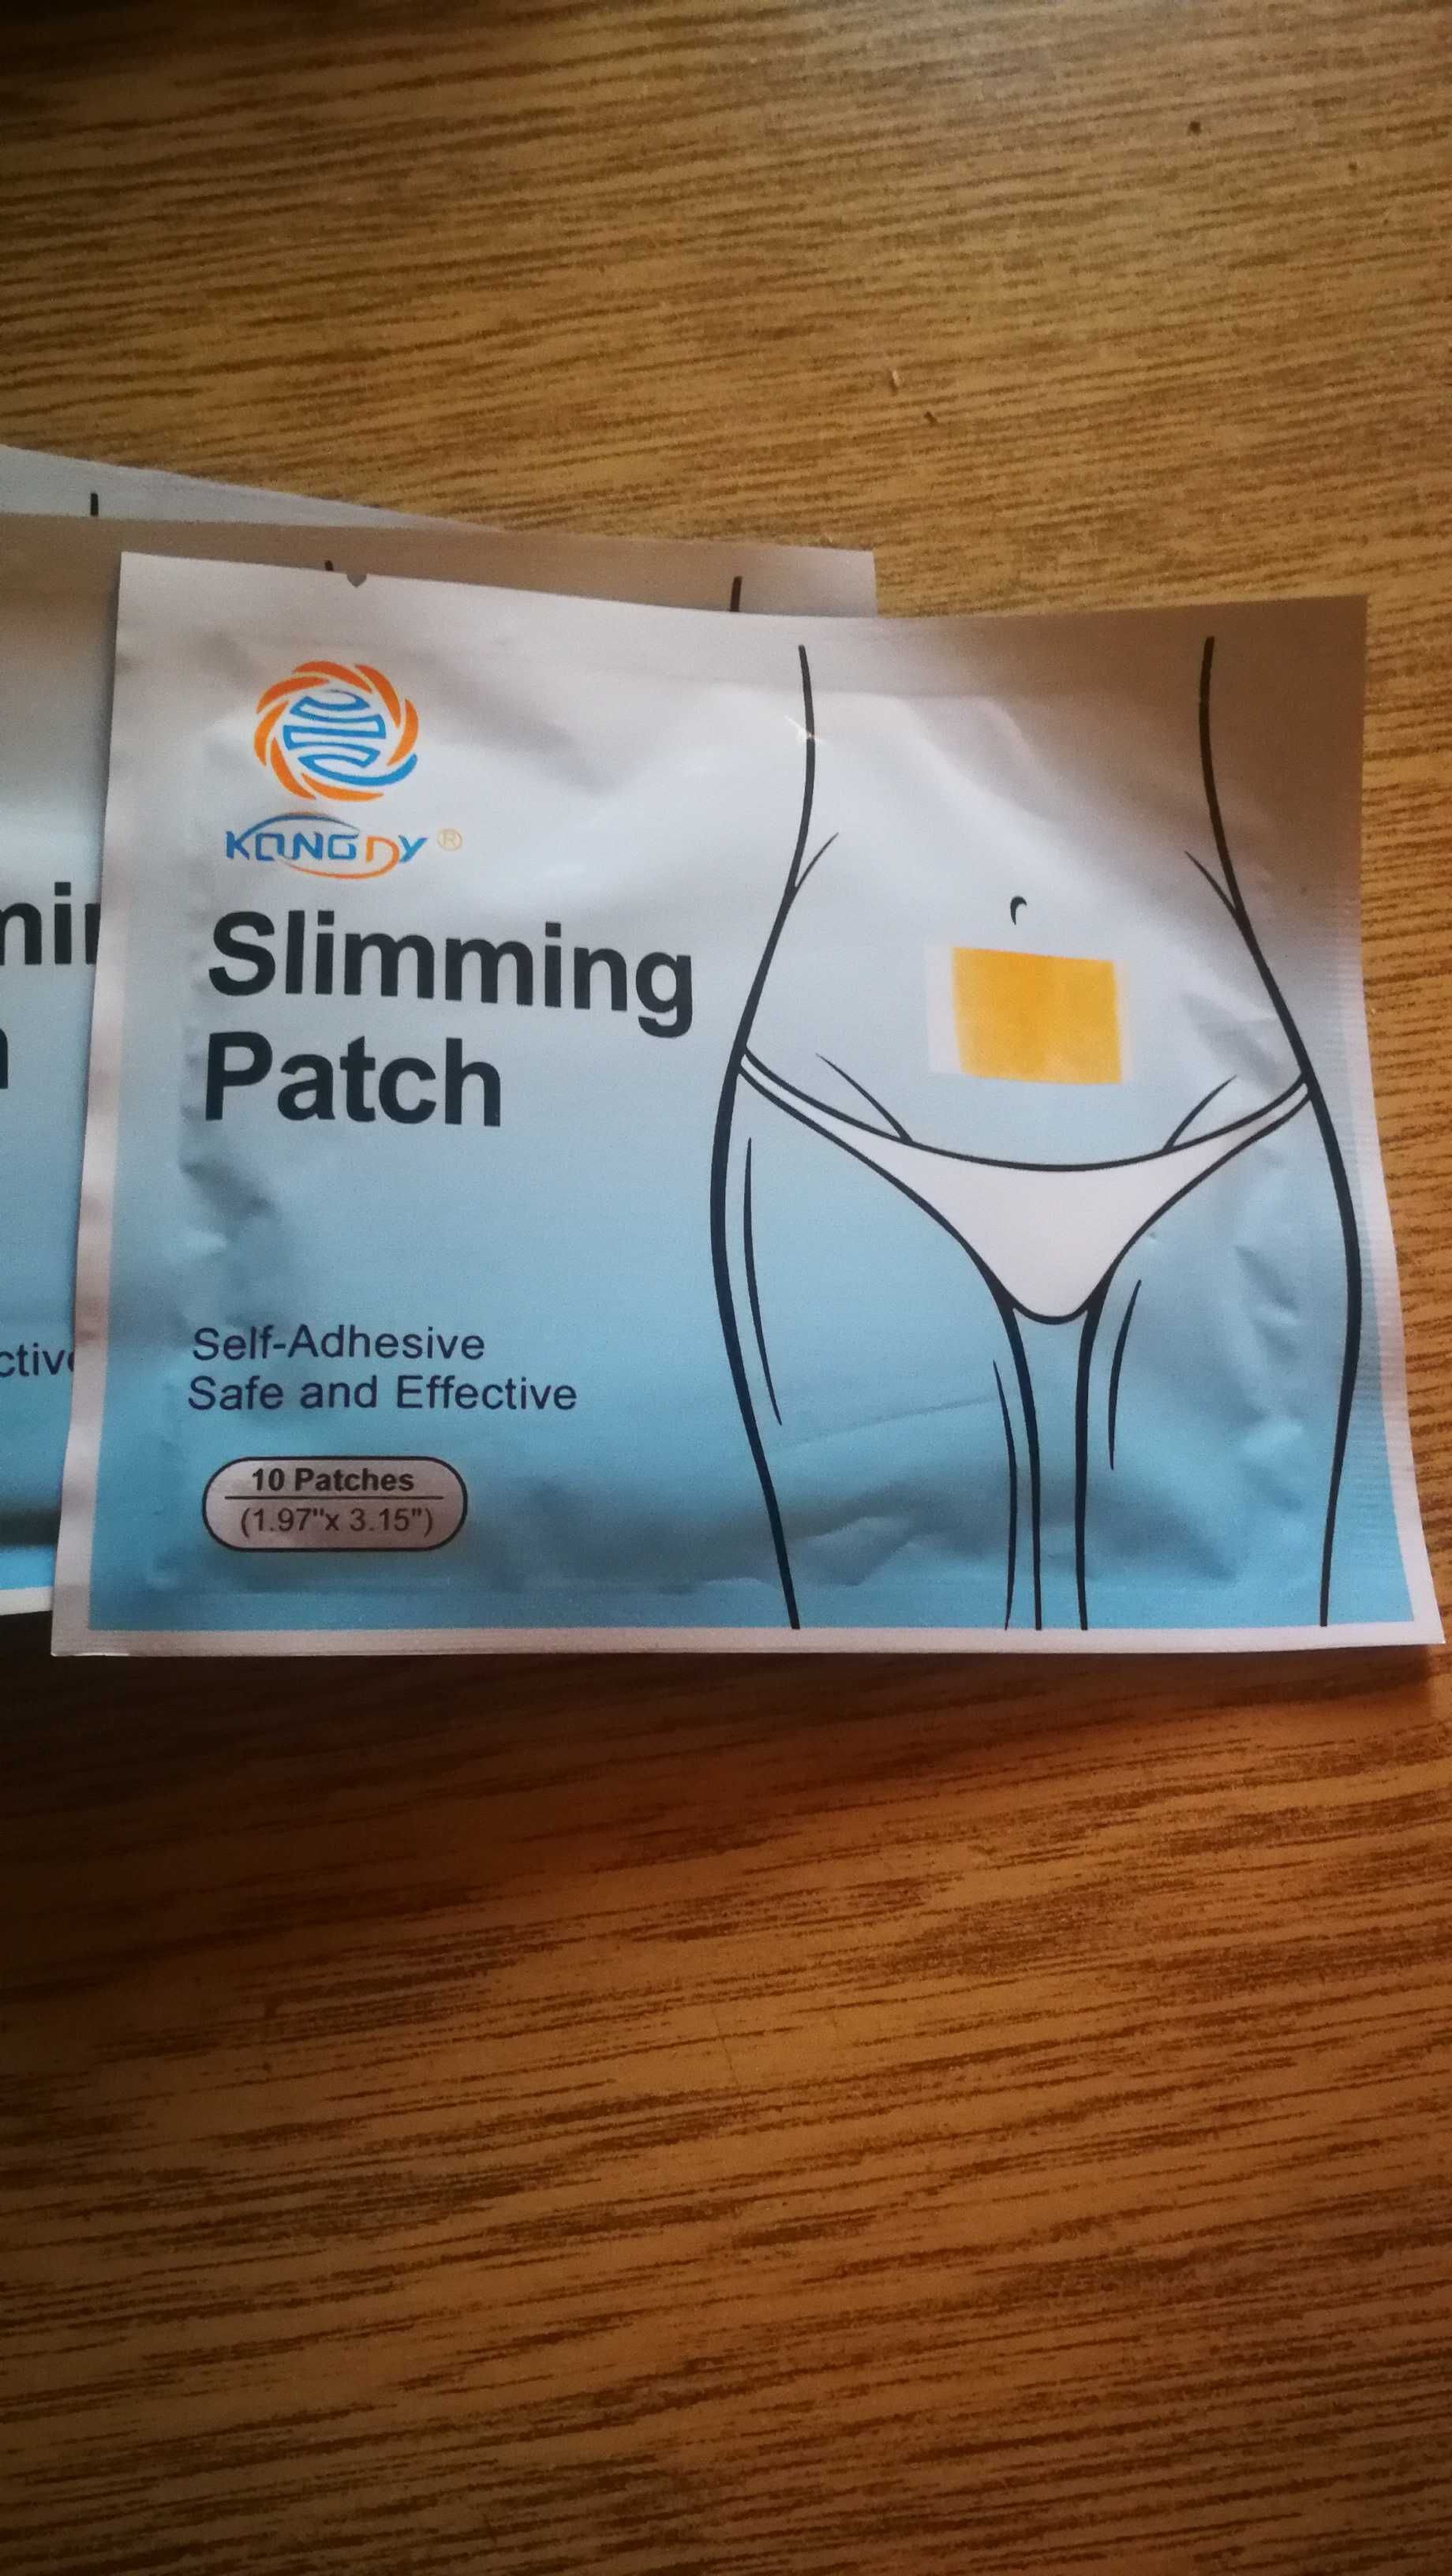 KONGDY®
Slimming
Patch
Self-Adhesive
Safe and Effective
10 Patches
(1.97"x 3.15")